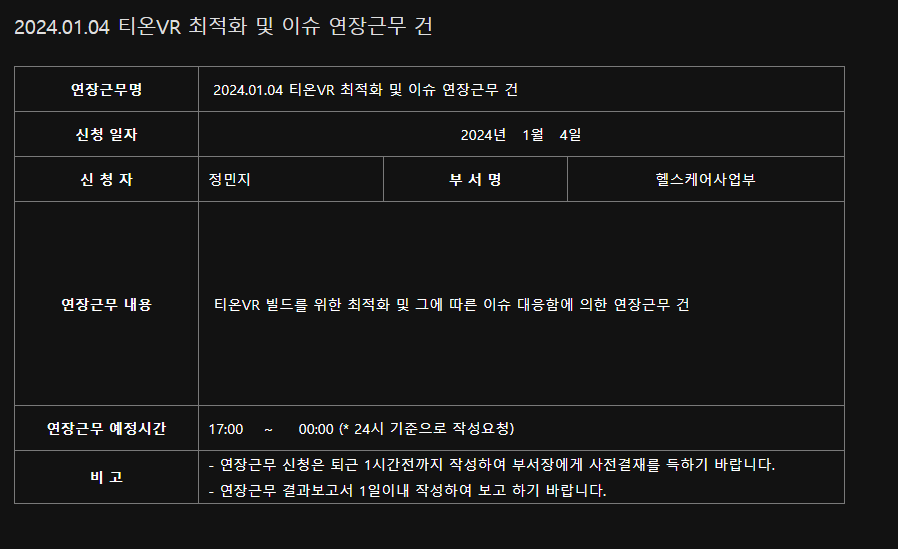 2024.01.04 티온VR 최적화 및 이슈 연장근무 건
연장근무명 2024.01.04 티온VR 최적화 및 이슈 연장근무 건
신청 일자 2024년 1월 4일
신 청 자 정민지 부 서 명 헬스케어사업부
연장근무 내용 티온VR 빌드를 위한 최적화 및 그에 따른 이슈 대응함에 의한 연장근무 건
연장근무 예정시간 17:00 ~ 00:00 (* 24시 기준으로 작성요청)
비 고
- 연장근무 신청은 퇴근 1시간전까지 작성하여 부서장에게 사전결재를 득하기 바랍니다.
- 연장근무 결과보고서 1일이내 작성하여 보고 하기 바랍니다.